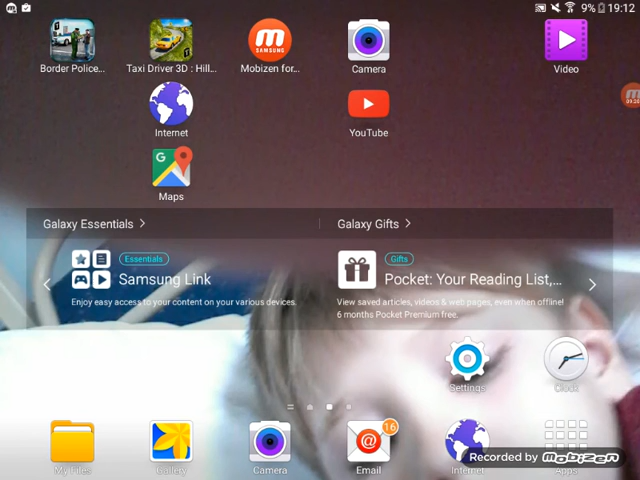 9% 19:12
Border Police...
Taxi Driver 3D : Hill...
SAMSUNG
Mobizen for...
Camera
Video
09:20
Internet
YouTube
G
Maps
Galaxy Essentials
Galaxy Gifts
Essentials
Samsung Link
Enjoy easy access to your content on your various devices.
Gifts
Pocket: Your Reading List,...
View saved articles, videos & web pages, even when offline!
6 months Pocket Premium free.
Settings
Clock
16
@
My Files
Gallery
Camera
Email
Internet
Apps
Recorded by Mobizen